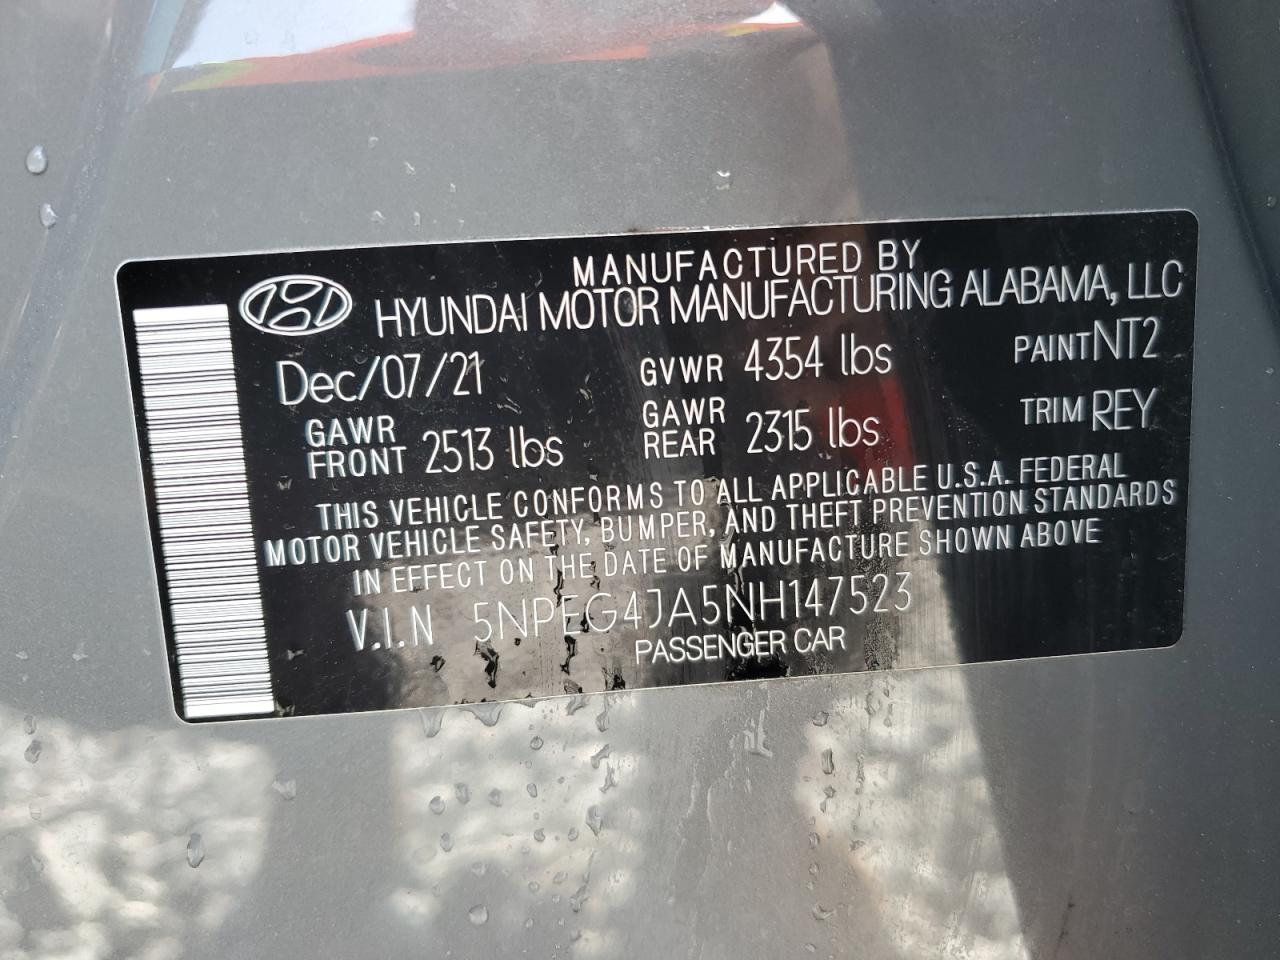 MANUFACTURED BY
HYUNDAI MOTOR MANUFACTURING ALABAMA, LLC
Dec/07/21 GVWR 4354 lbs PAINT NT2
GAWR FRONT 2513 lbs GAWR REAR 2315 lbs TRIM REY
THIS VEHICLE CONFORMS TO ALL APPLICABLE U.S.A. FEDERAL
MOTOR VEHICLE SAFETY, BUMPER, AND THEFT PREVENTION STANDARDS
IN EFFECT ON THE DATE OF MANUFACTURE SHOWN ABOVE
V.I.N 5NPEG4JA5NH147523
PASSENGER CAR